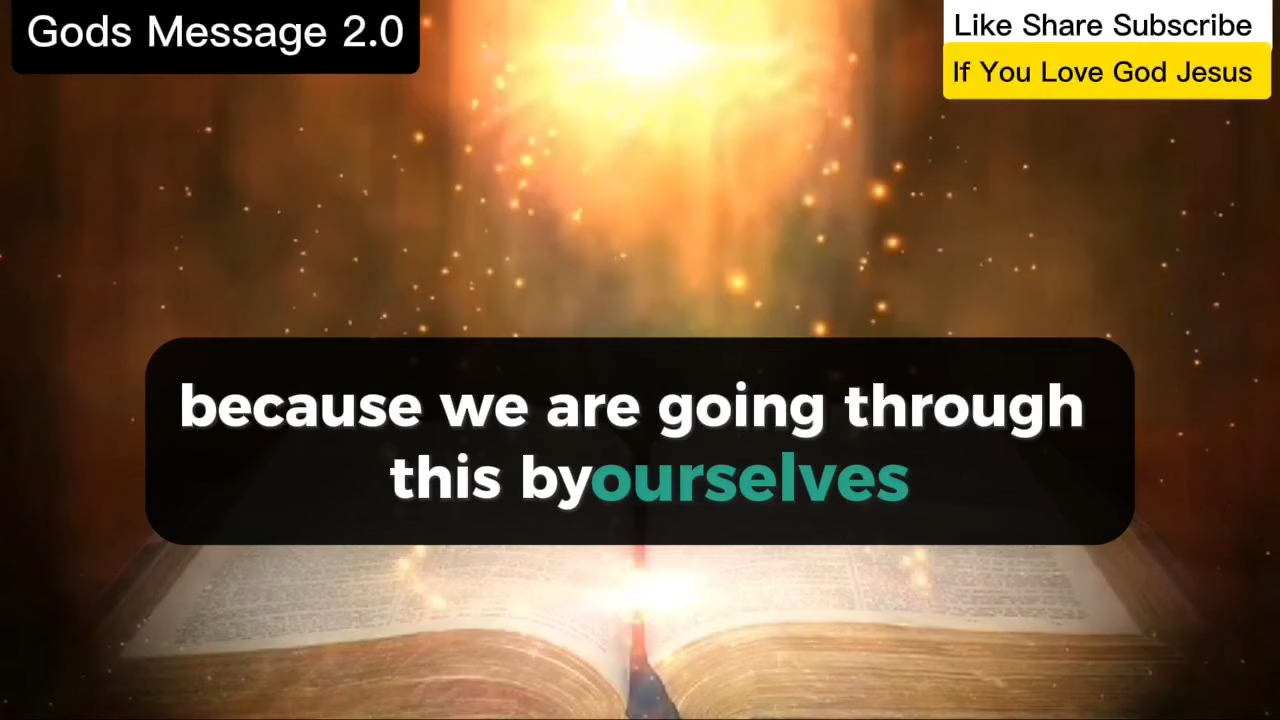 Gods Message 2.0
Like Share Subscribe
If You Love God Jesus
because we are going through
this byourselves